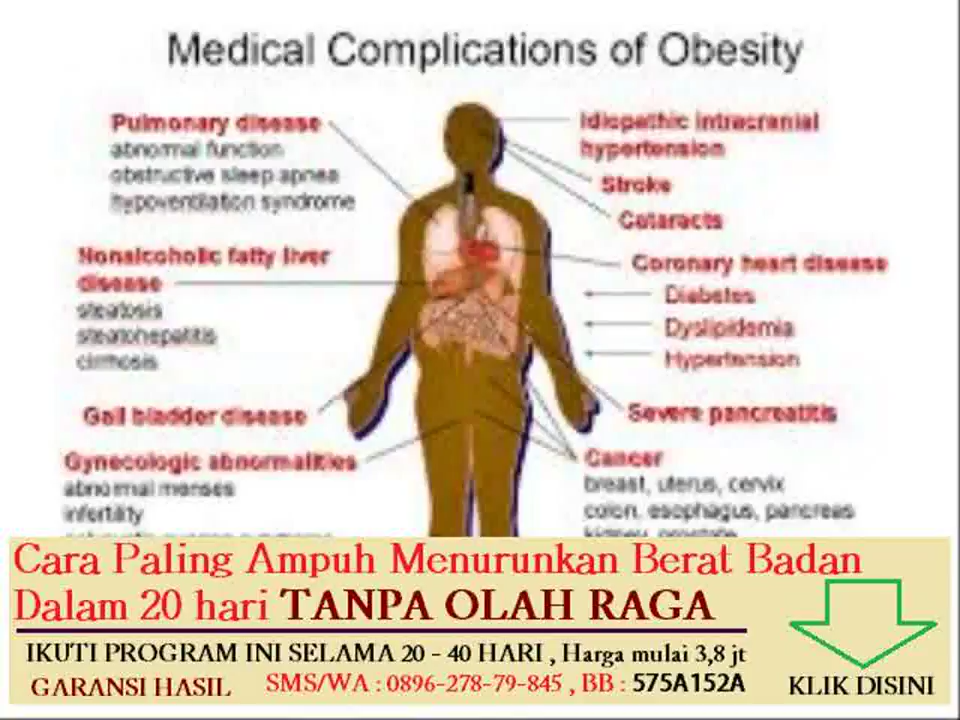 Medical Complications of Obesity
Pulmonary disease
abnormal function
obstructive sleep apnea
hypoventilation syndrome
Nonalcoholic fatty liver
disease
steatosis
steatohepatitis
cirrhosis
Gall bladder disease
Gynecologic abnormalities
abnormal menses
infertility
Idiopathic intracranial
hypertension
Stroke
Cataracts
Coronary heart disease
Diabetes
Dyslipidemia
Hypertension
Severe pancreatitis
Cancer
breast, uterus, cervix
colon, esophagus, pancreas
kidney, prostate
Cara Paling Ampuh Menurunkan Berat Badan
Dalam 20 hari TANPA OLAH RAGA
IKUTI PROGRAM INI SELAMA 20 - 40 HARI , Harga mulai 3,8 jt
GARANSI HASIL SMS/WA : 0896-278-79-845 , BB : 575A152A
KLIK DISINI